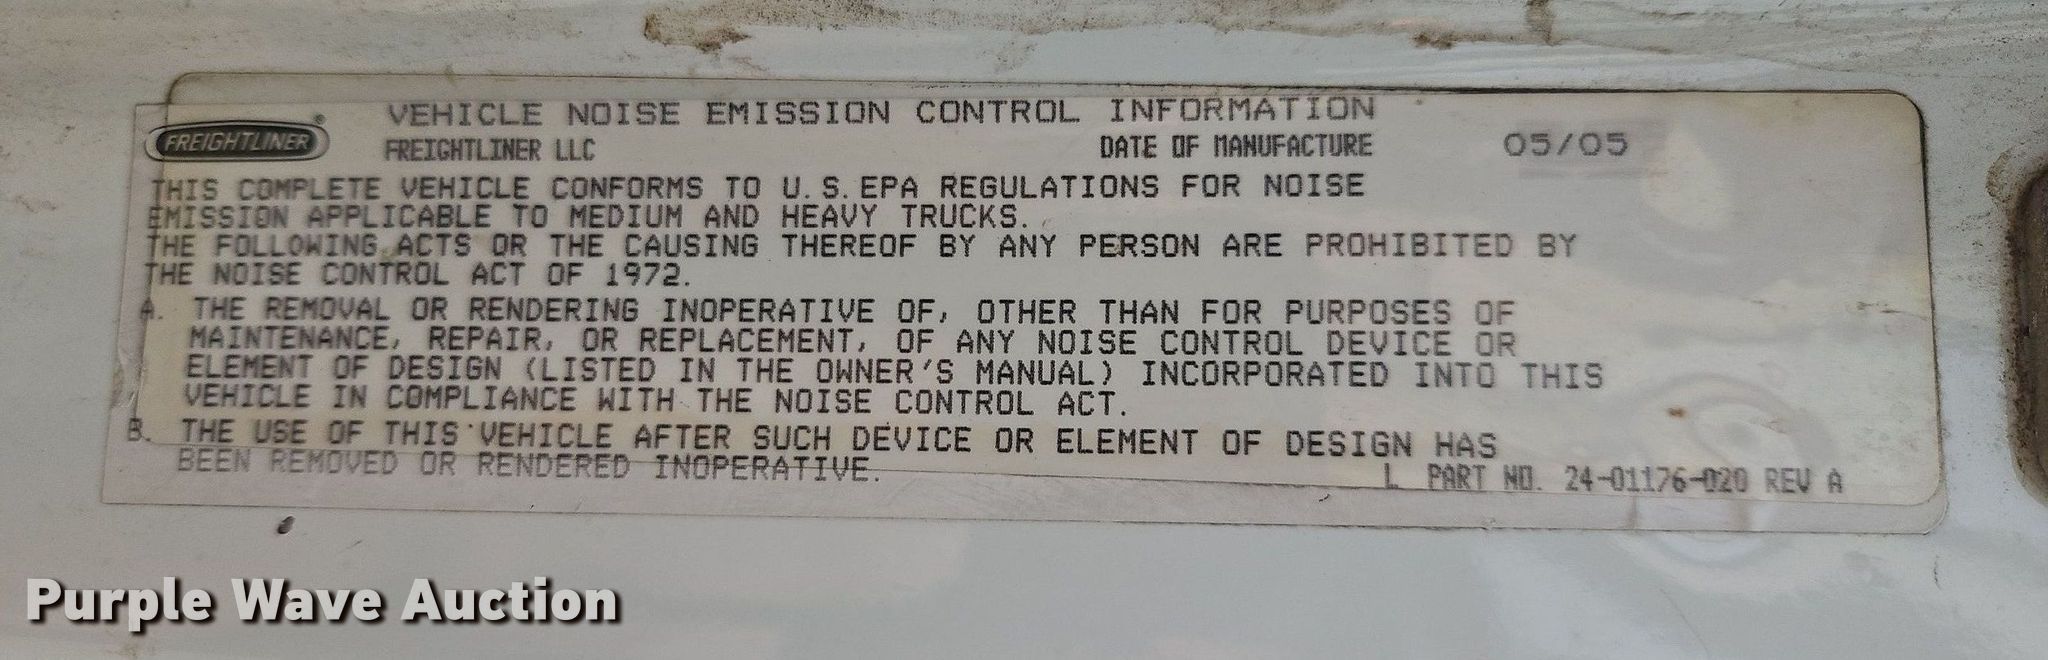 VEHICLE NOISE EMISSION CONTROL INFORMATION
FREIGHTLINER®
FREIGHTLINER LLC DATE OF MANUFACTURE 05/05
THIS COMPLETE VEHICLE CONFORMS TO U.S.EPA REGULATIONS FOR NOISE
EMISSION APPLICABLE TO MEDIUM AND HEAVY TRUCKS.
THE FOLLOWING ACTS OR THE CAUSING THEREOF BY ANY PERSON ARE PROHIBITED BY
THE NOISE CONTROL ACT OF 1972.
A. THE REMOVAL OR RENDERING INOPERATIVE OF, OTHER THAN FOR PURPOSES OF
MAINTENANCE, REPAIR, OR REPLACEMENT, OF ANY NOISE CONTROL DEVICE OR
ELEMENT OF DESIGN (LISTED IN THE OWNER'S MANUAL) INCORPORATED INTO THIS
VEHICLE IN COMPLIANCE WITH THE NOISE CONTROL ACT.
B. THE USE OF THIS VEHICLE AFTER SUCH DEVICE OR ELEMENT OF DESIGN HAS
BEEN REMOVED OR RENDERED INOPERATIVE.
L PART NO. 24-01176-020 REV A
Purple Wave Auction